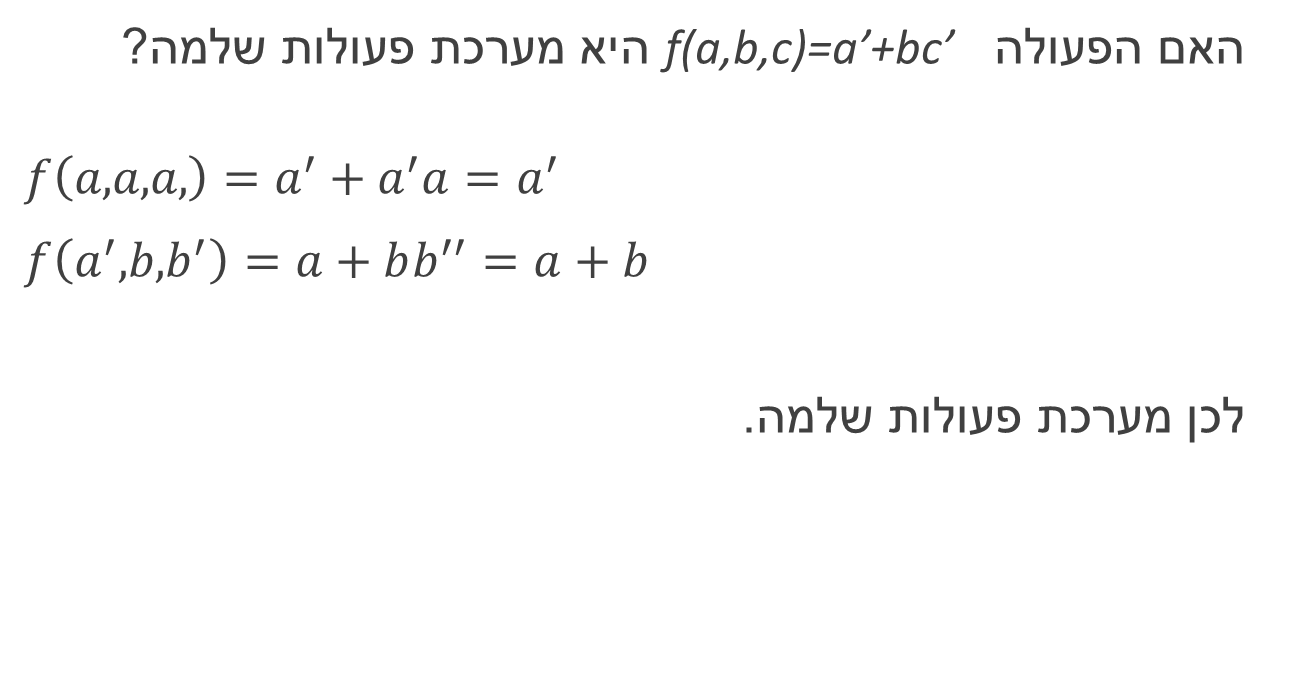 האם הפעולה f(a,b,c)=a’+bc’ היא מערכת פעולות שלמה?
f(a,a,a,) = a′ + a′a = a′
f(a′,b,b′) = a + bb′′ = a + b
לכן מערכת פעולות שלמה.